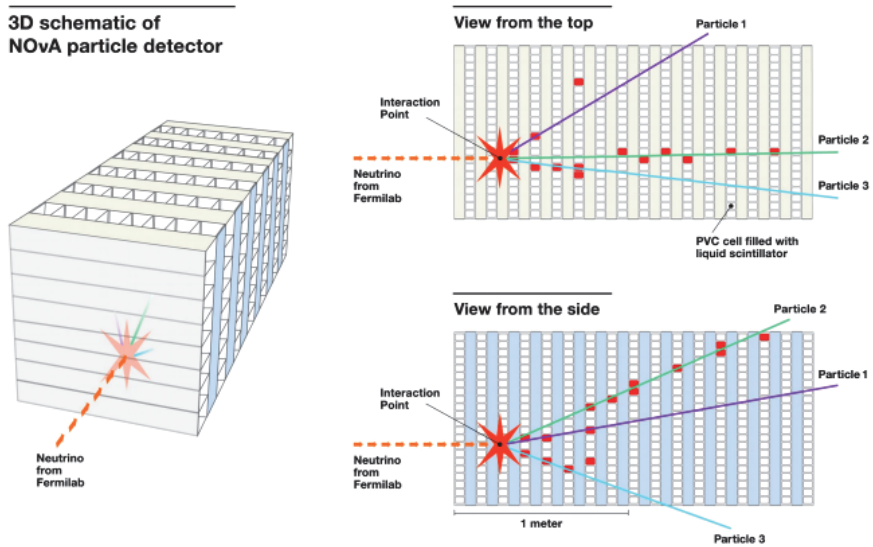 3D schematic of
NOvA particle detector
Neutrino
from
Fermilab
View from the top
Particle 1
Interaction
Point
Particle 2
Neutrino
from
Fermilab
Particle 3
PVC cell filled with
liquid scintillator
View from the side
Particle 2
Particle 1
Interaction
Point
Neutrino
from
Fermilab
1 meter
Particle 3